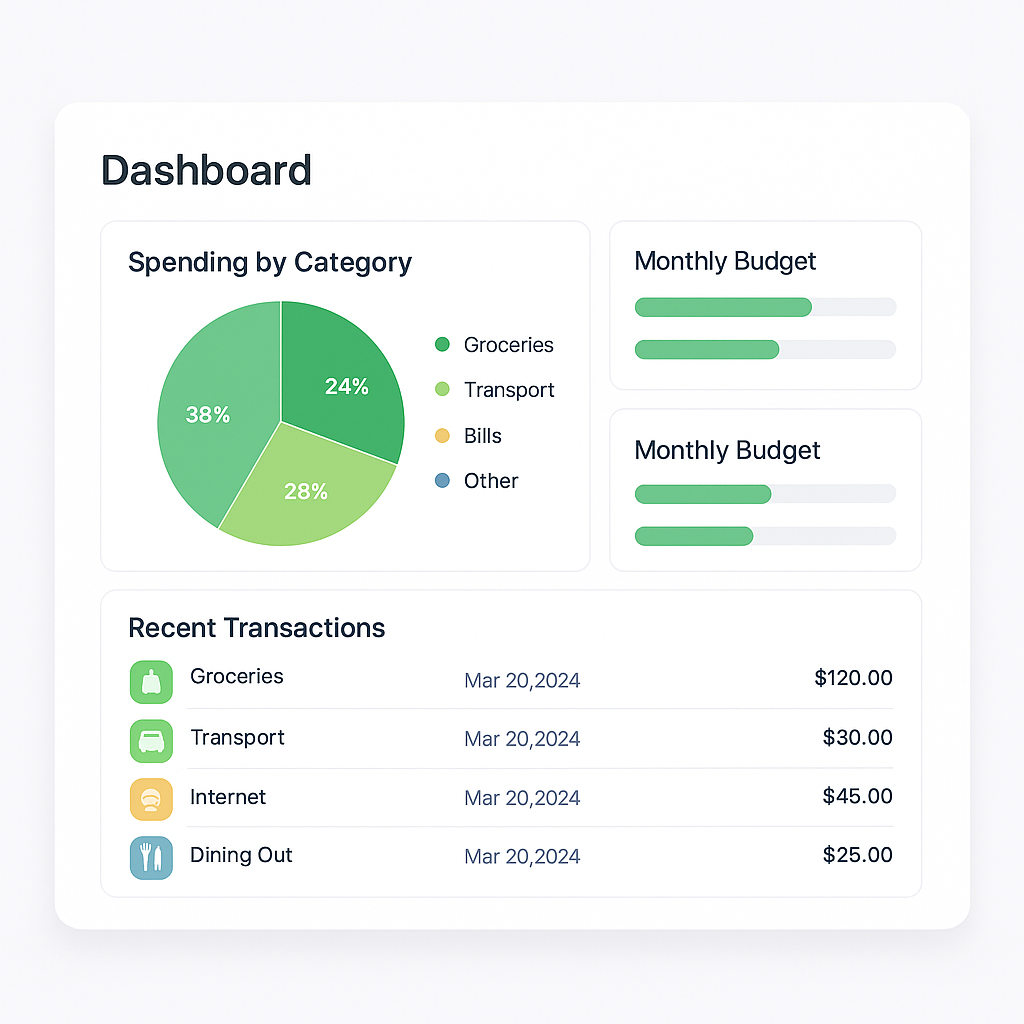 Dashboard
Spending by Category
24%
38%
28%
Groceries
Transport
Bills
Other
Monthly Budget
Monthly Budget
Recent Transactions
Groceries Mar 20,2024 $120.00
Transport Mar 20,2024 $30.00
Internet Mar 20,2024 $45.00
Dining Out Mar 20,2024 $25.00